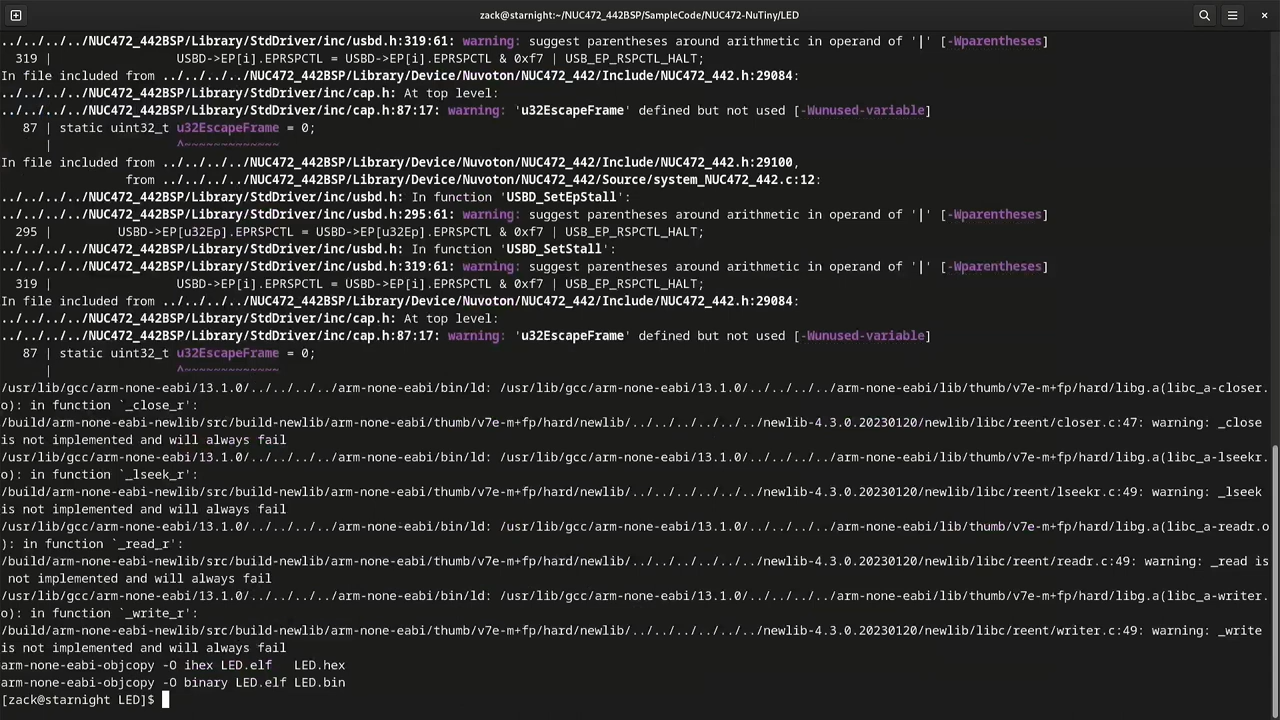 zack@starnight:~/NUC472_442BSP/SampleCode/NUC472-NuTiny/LED
../../../../NUC472_442BSP/Library/StdDriver/inc/usbd.h:319:61: warning: suggest parentheses around arithmetic in operand of '|' [-Wparentheses]
319 | USBD->EP[i].EPRSPCTL = USBD->EP[i].EPRSPCTL & 0xf7 | USB_EP_RSPCTL_HALT;
In file included from ../../../../NUC472_442BSP/Library/Device/Nuvoton/NUC472_442/Include/NUC472_442.h:29084:
../../../../NUC472_442BSP/Library/StdDriver/inc/cap.h: At top level:
../../../../NUC472_442BSP/Library/StdDriver/inc/cap.h:87:17: warning: 'u32EscapeFrame' defined but not used [-Wunused-variable]
87 | static uint32_t u32EscapeFrame = 0;
| ^~~~~~~~~~~~~~
In file included from ../../../../NUC472_442BSP/Library/Device/Nuvoton/NUC472_442/Include/NUC472_442.h:29100,
from ../../../../NUC472_442BSP/Library/Device/Nuvoton/NUC472_442/Source/system_NUC472_442.c:12:
../../../../NUC472_442BSP/Library/StdDriver/inc/usbd.h: In function 'USBD_SetEpStall':
../../../../NUC472_442BSP/Library/StdDriver/inc/usbd.h:295:61: warning: suggest parentheses around arithmetic in operand of '|' [-Wparentheses]
295 | USBD->EP[u32Ep].EPRSPCTL = USBD->EP[u32Ep].EPRSPCTL & 0xf7 | USB_EP_RSPCTL_HALT;
../../../../NUC472_442BSP/Library/StdDriver/inc/usbd.h: In function 'USBD_SetStall':
../../../../NUC472_442BSP/Library/StdDriver/inc/usbd.h:319:61: warning: suggest parentheses around arithmetic in operand of '|' [-Wparentheses]
319 | USBD->EP[i].EPRSPCTL = USBD->EP[i].EPRSPCTL & 0xf7 | USB_EP_RSPCTL_HALT;
In file included from ../../../../NUC472_442BSP/Library/Device/Nuvoton/NUC472_442/Include/NUC472_442.h:29084:
../../../../NUC472_442BSP/Library/StdDriver/inc/cap.h: At top level:
../../../../NUC472_442BSP/Library/StdDriver/inc/cap.h:87:17: warning: 'u32EscapeFrame' defined but not used [-Wunused-variable]
87 | static uint32_t u32EscapeFrame = 0;
| ^~~~~~~~~~~~~~
/usr/lib/gcc/arm-none-eabi/13.1.0/../../../../arm-none-eabi/bin/ld: /usr/lib/gcc/arm-none-eabi/13.1.0/../../../../arm-none-eabi/lib/thumb/v7e-m+fp/hard/libg.a(libc_a-closer.
o): in function `_close_r':
/build/arm-none-eabi-newlib/src/build-newlib/arm-none-eabi/thumb/v7e-m+fp/hard/newlib/../../../../../../newlib-4.3.0.20230120/newlib/libc/reent/closer.c:47: warning: _close
is not implemented and will always fail
/usr/lib/gcc/arm-none-eabi/13.1.0/../../../../arm-none-eabi/bin/ld: /usr/lib/gcc/arm-none-eabi/13.1.0/../../../../arm-none-eabi/lib/thumb/v7e-m+fp/hard/libg.a(libc_a-lseekr.
o): in function `_lseek_r':
/build/arm-none-eabi-newlib/src/build-newlib/arm-none-eabi/thumb/v7e-m+fp/hard/newlib/../../../../../../newlib-4.3.0.20230120/newlib/libc/reent/lseekr.c:49: warning: _lseek
is not implemented and will always fail
/usr/lib/gcc/arm-none-eabi/13.1.0/../../../../arm-none-eabi/bin/ld: /usr/lib/gcc/arm-none-eabi/13.1.0/../../../../arm-none-eabi/lib/thumb/v7e-m+fp/hard/libg.a(libc_a-readr.o
): in function `_read_r':
/build/arm-none-eabi-newlib/src/build-newlib/arm-none-eabi/thumb/v7e-m+fp/hard/newlib/../../../../../../newlib-4.3.0.20230120/newlib/libc/reent/readr.c:49: warning: _read is
not implemented and will always fail
/usr/lib/gcc/arm-none-eabi/13.1.0/../../../../arm-none-eabi/bin/ld: /usr/lib/gcc/arm-none-eabi/13.1.0/../../../../arm-none-eabi/lib/thumb/v7e-m+fp/hard/libg.a(libc_a-writer.
o): in function `_write_r':
/build/arm-none-eabi-newlib/src/build-newlib/arm-none-eabi/thumb/v7e-m+fp/hard/newlib/../../../../../../newlib-4.3.0.20230120/newlib/libc/reent/writer.c:49: warning: _write
is not implemented and will always fail
arm-none-eabi-objcopy -O ihex LED.elf   LED.hex
arm-none-eabi-objcopy -O binary LED.elf LED.bin
[zack@starnight LED]$